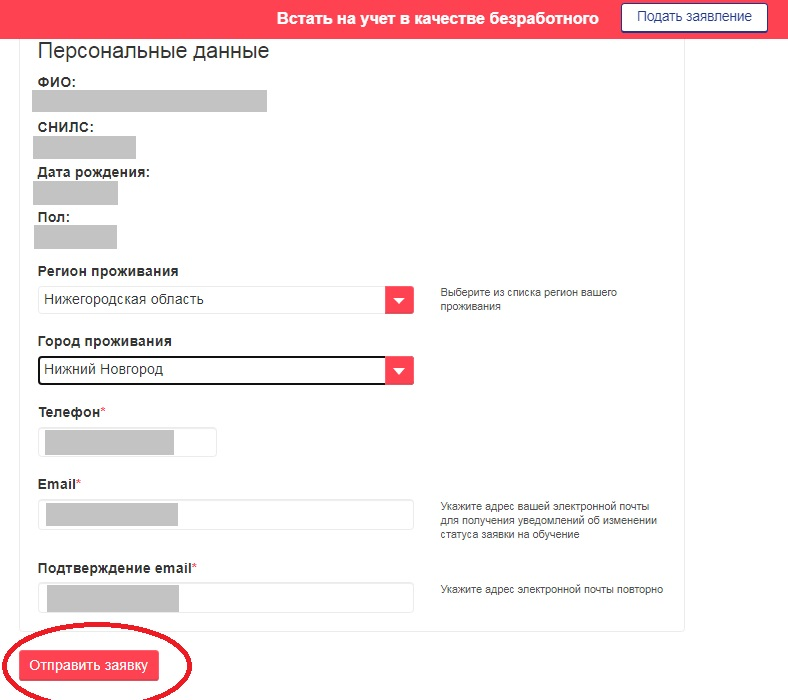 Встать на учет в качестве безработного
Подать заявление
Персональные данные
ФИО:
СНИЛС:
Дата рождения:
Пол:
Регион проживания
Нижегородская область
Выберите из списка регион вашего
проживания
Город проживания
Нижний Новгород
Телефон*
Email*
Укажите адрес вашей электронной почты
для получения уведомлений об изменении
статуса заявки на обучение
Подтверждение email*
Укажите адрес электронной почты повторно
Отправить заявку